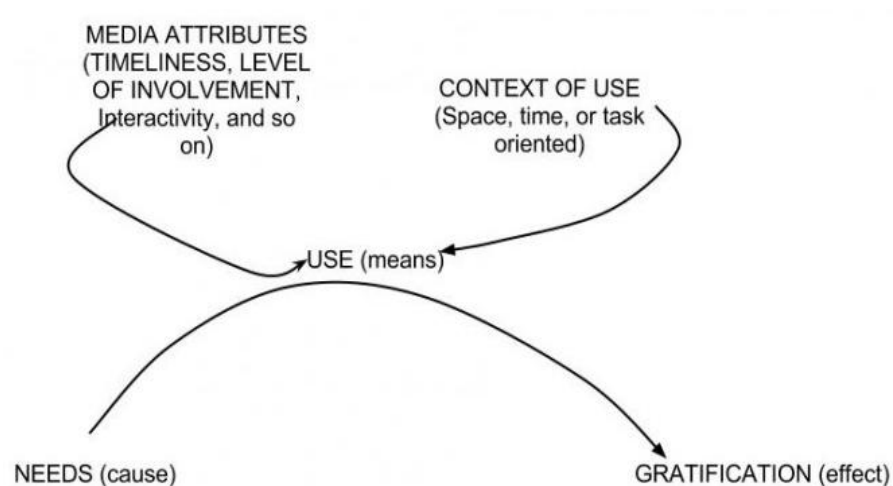 MEDIA ATTRIBUTES
(TIMELINESS, LEVEL
OF INVOLVEMENT,
Interactivity, and so
on)
CONTEXT OF USE
(Space, time, or task
oriented)
USE (means)
NEEDS (cause)
GRATIFICATION (effect)